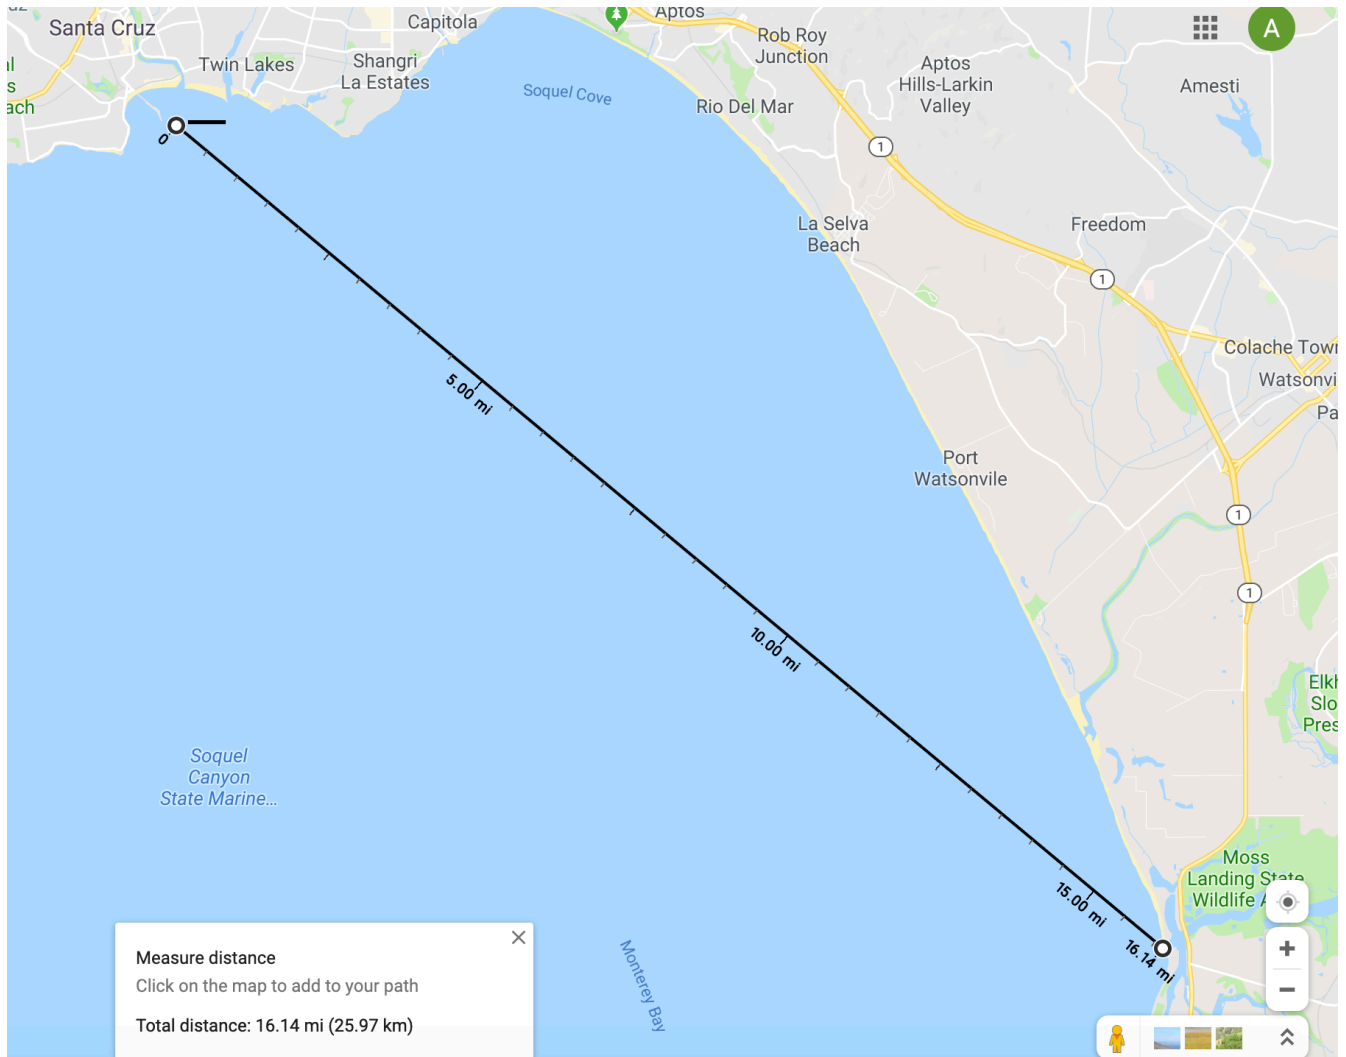 Santa Cruz
Capitola
Aptos
Twin Lakes
Shangri
La Estates
Rob Roy
Junction
A
Aptos
Hills-Larkin
Valley
Amesti
ach
Soquel Cove
Rio Del Mar
0
1
La Selva
Beach
Freedom
1
Colache Town
Watsonvi
Pa
5.00 mi
Port
Watsonvile
1
1
10.00 mi
Elkh
Slo
Pres
Soquel
Canyon
State Marine...
Moss
Landing State
Wildlife A
15.00 mi
16.14 mi
Monterey Bay
Measure distance
Click on the map to add to your path
Total distance: 16.14 mi (25.97 km)